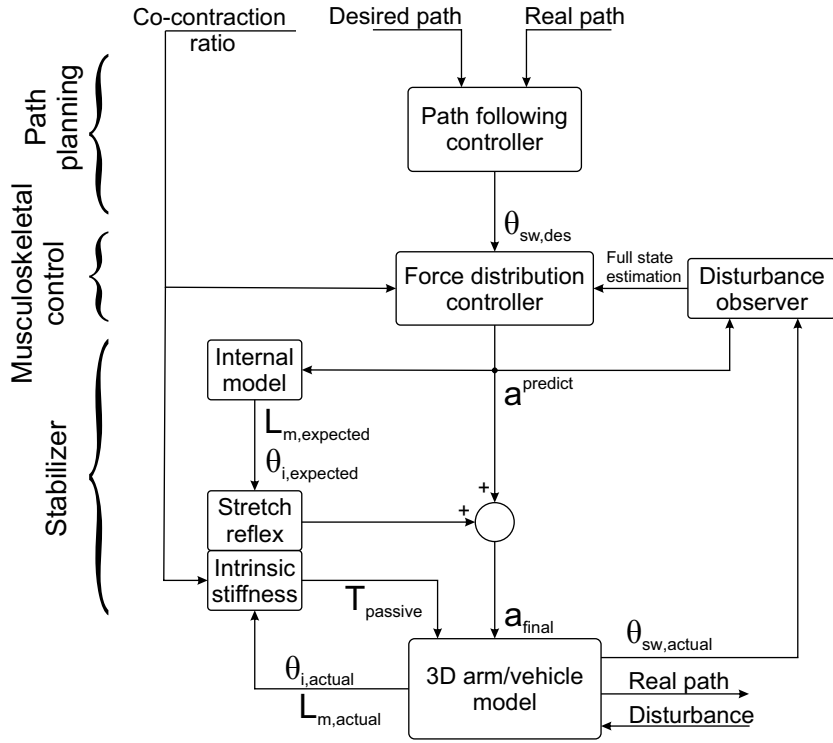 Co-contraction
ratio
Desired path
Real path
Path
planning
Path following
controller
θsw,des
Musculoskeletal
control
Force distribution
controller
Full state
estimation
Disturbance
observer
Stabilizer
Internal
model
a^predict
Lm,expected
θi,expected
+
+
Stretch
reflex
Intrinsic
stiffness
Tpassive
afinal
θsw,actual
θi,actual
Lm,actual
3D arm/vehicle
model
Real path
Disturbance